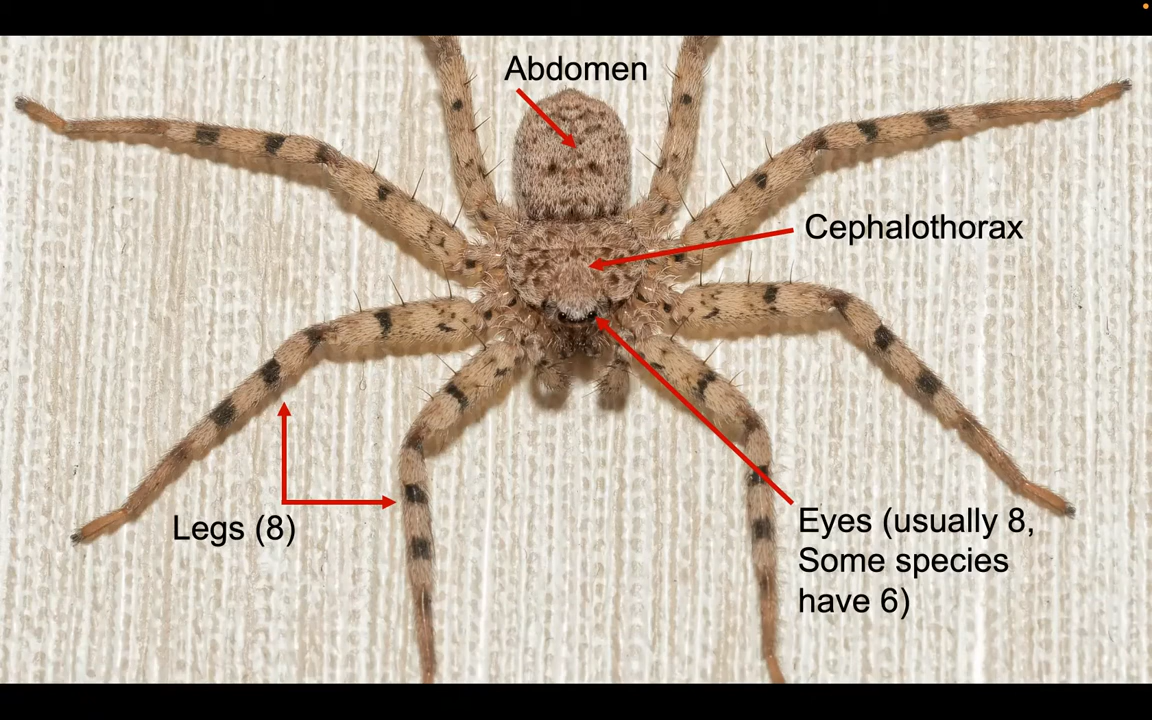 Abdomen
Cephalothorax
Legs (8)
Eyes (usually 8,
Some species
have 6)